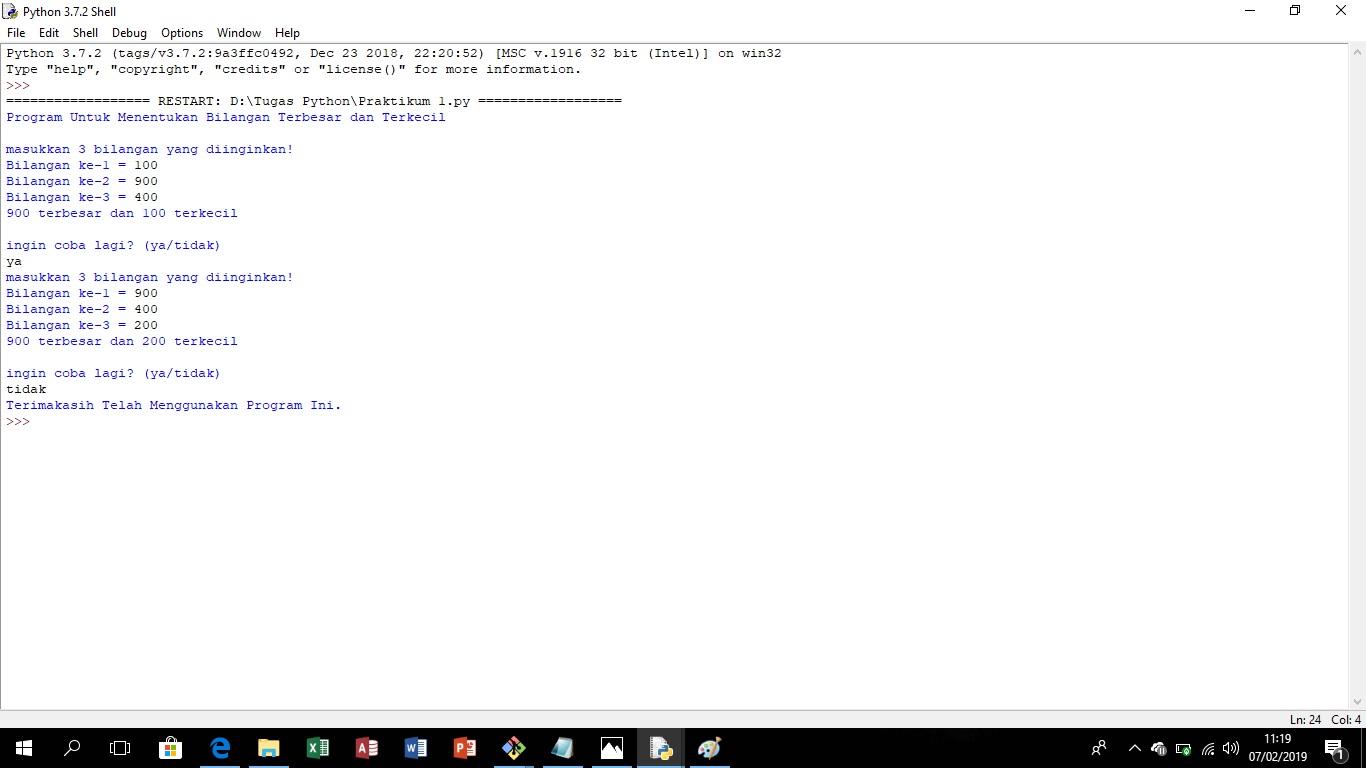 Python 3.7.2 Shell
File Edit Shell Debug Options Window Help
Python 3.7.2 (tags/v3.7.2:9a3ffc0492, Dec 23 2018, 22:20:52) [MSC v.1916 32 bit (Intel)] on win32
Type "help", "copyright", "credits" or "license()" for more information.
>>>
================== RESTART: D:\Tugas Python\Praktikum 1.py ==================
Program Untuk Menentukan Bilangan Terbesar dan Terkecil
masukkan 3 bilangan yang diinginkan!
Bilangan ke-1 = 100
Bilangan ke-2 = 900
Bilangan ke-3 = 400
900 terbesar dan 100 terkecil
ingin coba lagi? (ya/tidak)
ya
masukkan 3 bilangan yang diinginkan!
Bilangan ke-1 = 900
Bilangan ke-2 = 400
Bilangan ke-3 = 200
900 terbesar dan 200 terkecil
ingin coba lagi? (ya/tidak)
tidak
Terimakasih Telah Menggunakan Program Ini.
>>>
Ln: 24 Col: 4
11:19
07/02/2019
1